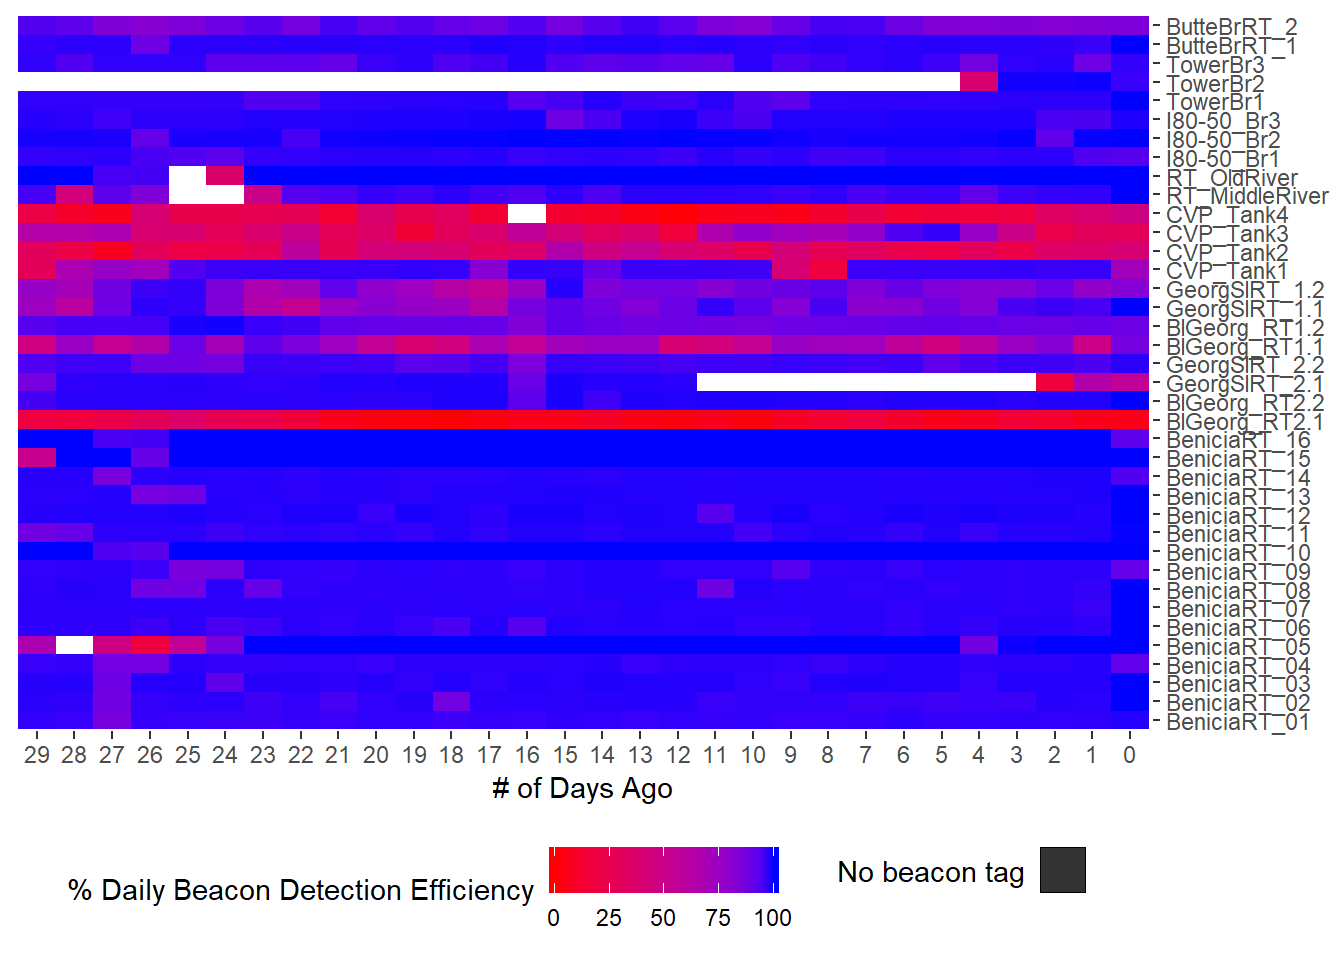 ButteBrRT_2
ButteBrRT_1
TowerBr3
TowerBr2
TowerBr1
I80-50_Br3
I80-50_Br2
I80-50_Br1
RT_OldRiver
RT_MiddleRiver
CVP_Tank4
CVP_Tank3
CVP_Tank2
CVP_Tank1
GeorgSlRT_1.2
GeorgSlRT_1.1
BlGeorg_RT1.2
BlGeorg_RT1.1
GeorgSlRT_2.2
GeorgSlRT_2.1
BlGeorg_RT2.2
BlGeorg_RT2.1
BeniciaRT_16
BeniciaRT_15
BeniciaRT_14
BeniciaRT_13
BeniciaRT_12
BeniciaRT_11
BeniciaRT_10
BeniciaRT_09
BeniciaRT_08
BeniciaRT_07
BeniciaRT_06
BeniciaRT_05
BeniciaRT_04
BeniciaRT_03
BeniciaRT_02
BeniciaRT_01
29 28 27 26 25 24 23 22 21 20 19 18 17 16 15 14 13 12 11 10 9 8 7 6 5 4 3 2 1 0
# of Days Ago
% Daily Beacon Detection Efficiency
0 25 50 75 100
No beacon tag